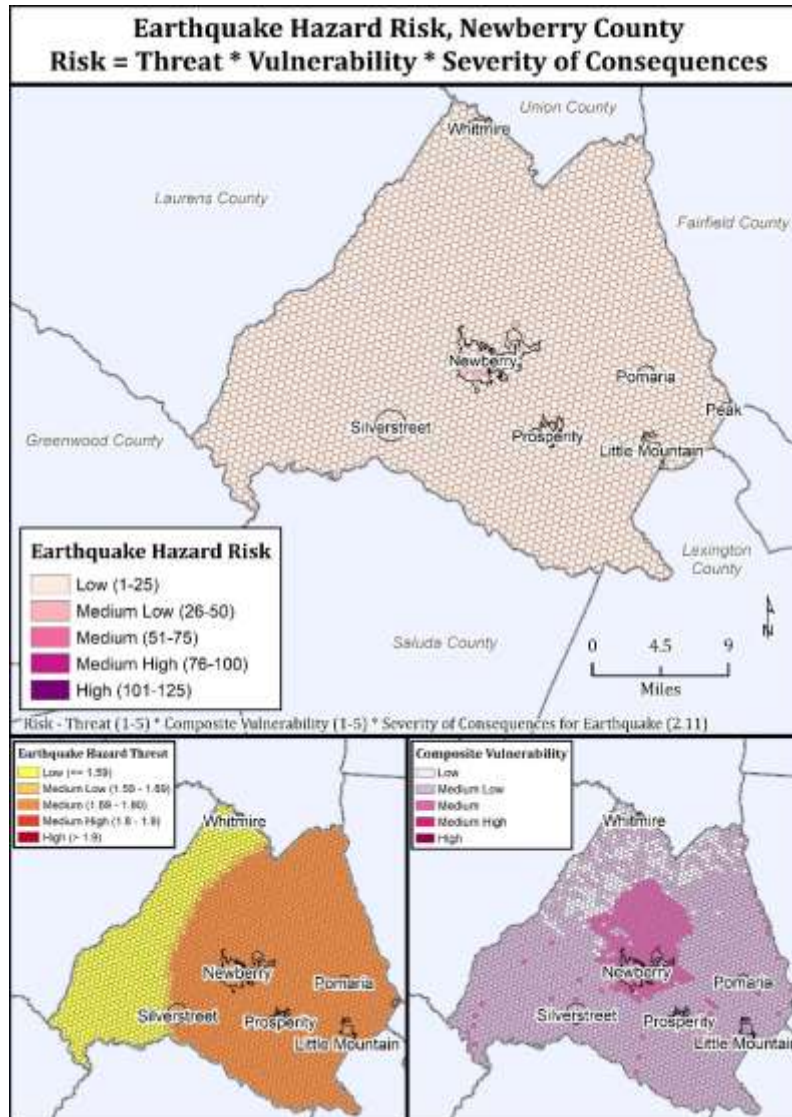 Earthquake Hazard Risk, Newberry County
Risk = Threat * Vulnerability * Severity of Consequences
Union County
Whitmire
Laurens County
Fairfield County
Newberry
Pomaria
Peak
Silverstreet
Prosperity
Greenwood County
Little Mountain
Lexington
County
Earthquake Hazard Risk
Low (1-25)
Medium Low (26-50)
Medium (51-75)
Medium High (76-100)
High (101-125)
Saluda County
N
0 4.5 9
Miles
Risk - Threat (1-5) * Composite Vulnerability (1-5) * Severity of Consequences for Earthquake (2.11)
Earthquake Hazard Threat
Low (<= 1.59)
Medium Low (1.59 - 1.69)
Medium (1.69 - 1.80)
Medium High (1.8 - 1.9)
High (> 1.9)
Whitmire
Newberry
Pomaria
Silverstreet
Prosperity
Little Mountain
Composite Vulnerability
Low
Medium Low
Medium
Medium High
High
Whitmire
Newberry
Pomaria
Silverstreet
Prosperity
Little Mountain